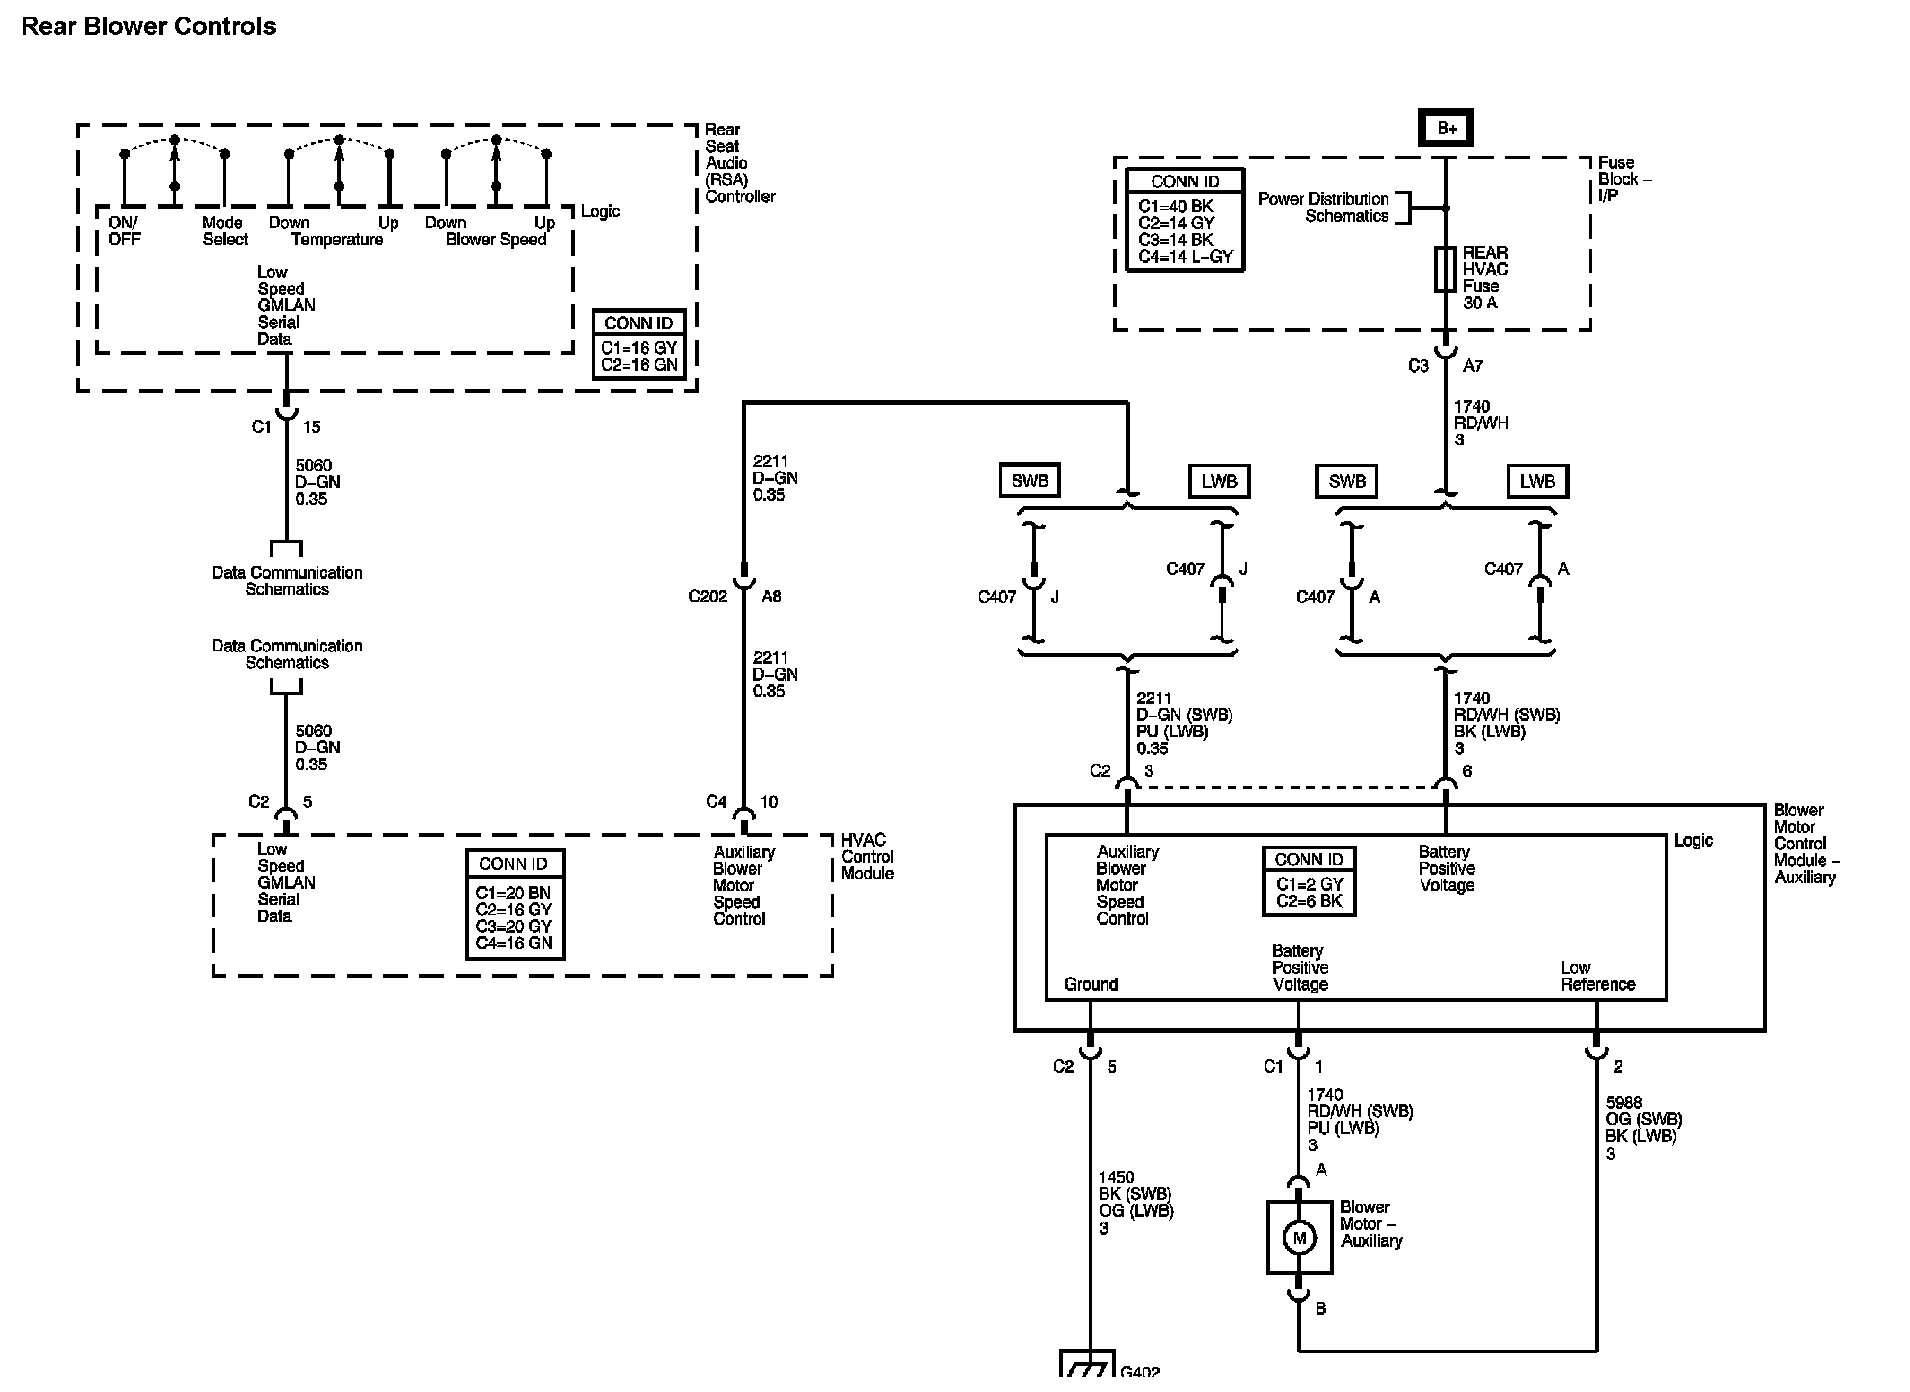 Rear Blower Controls
Rear
Seat
Audio
(RSA)
Controller
Logic
ON/
OFF
Mode
Select
Down
Up
Temperature
Down
Up
Blower Speed
Low
Speed
GMLAN
Serial
Data
CONN ID
C1=16 GY
C2=16 GN
C1 15
5060
D-GN
0.35
Data Communication
Schematics
Data Communication
Schematics
5060
D-GN
0.35
C2 5
Low
Speed
GMLAN
Serial
Data
CONN ID
C1=20 BN
C2=16 GY
C3=20 GY
C4=16 GN
2211
D-GN
0.35
C202 A8
2211
D-GN
0.35
C4 10
Auxiliary
Blower
Motor
Speed
Control
HVAC
Control
Module
B+
Fuse
Block –
I/P
CONN ID
C1=40 BK
C2=14 GY
C3=14 BK
C4=14 L-GY
Power Distribution
Schematics
REAR
HVAC
Fuse
30 A
C3 A7
1740
RD/WH
3
SWB
LWB
SWB
LWB
C407 J
C407 J
C407 A
C407 A
2211
D-GN (SWB)
PU (LWB)
0.35
C2 3
1740
RD/WH (SWB)
BK (LWB)
3
6
Blower
Motor
Control
Module –
Auxiliary
Logic
Auxiliary
Blower
Motor
Speed
Control
CONN ID
C1=2 GY
C2=6 BK
Battery
Positive
Voltage
Ground
Battery
Positive
Voltage
Low
Reference
C2 5
C1 1
2
1740
RD/WH (SWB)
PU (LWB)
3
5988
OG (SWB)
BK (LWB)
3
1450
BK (SWB)
OG (LWB)
3
A
M
Blower
Motor –
Auxiliary
B
G402